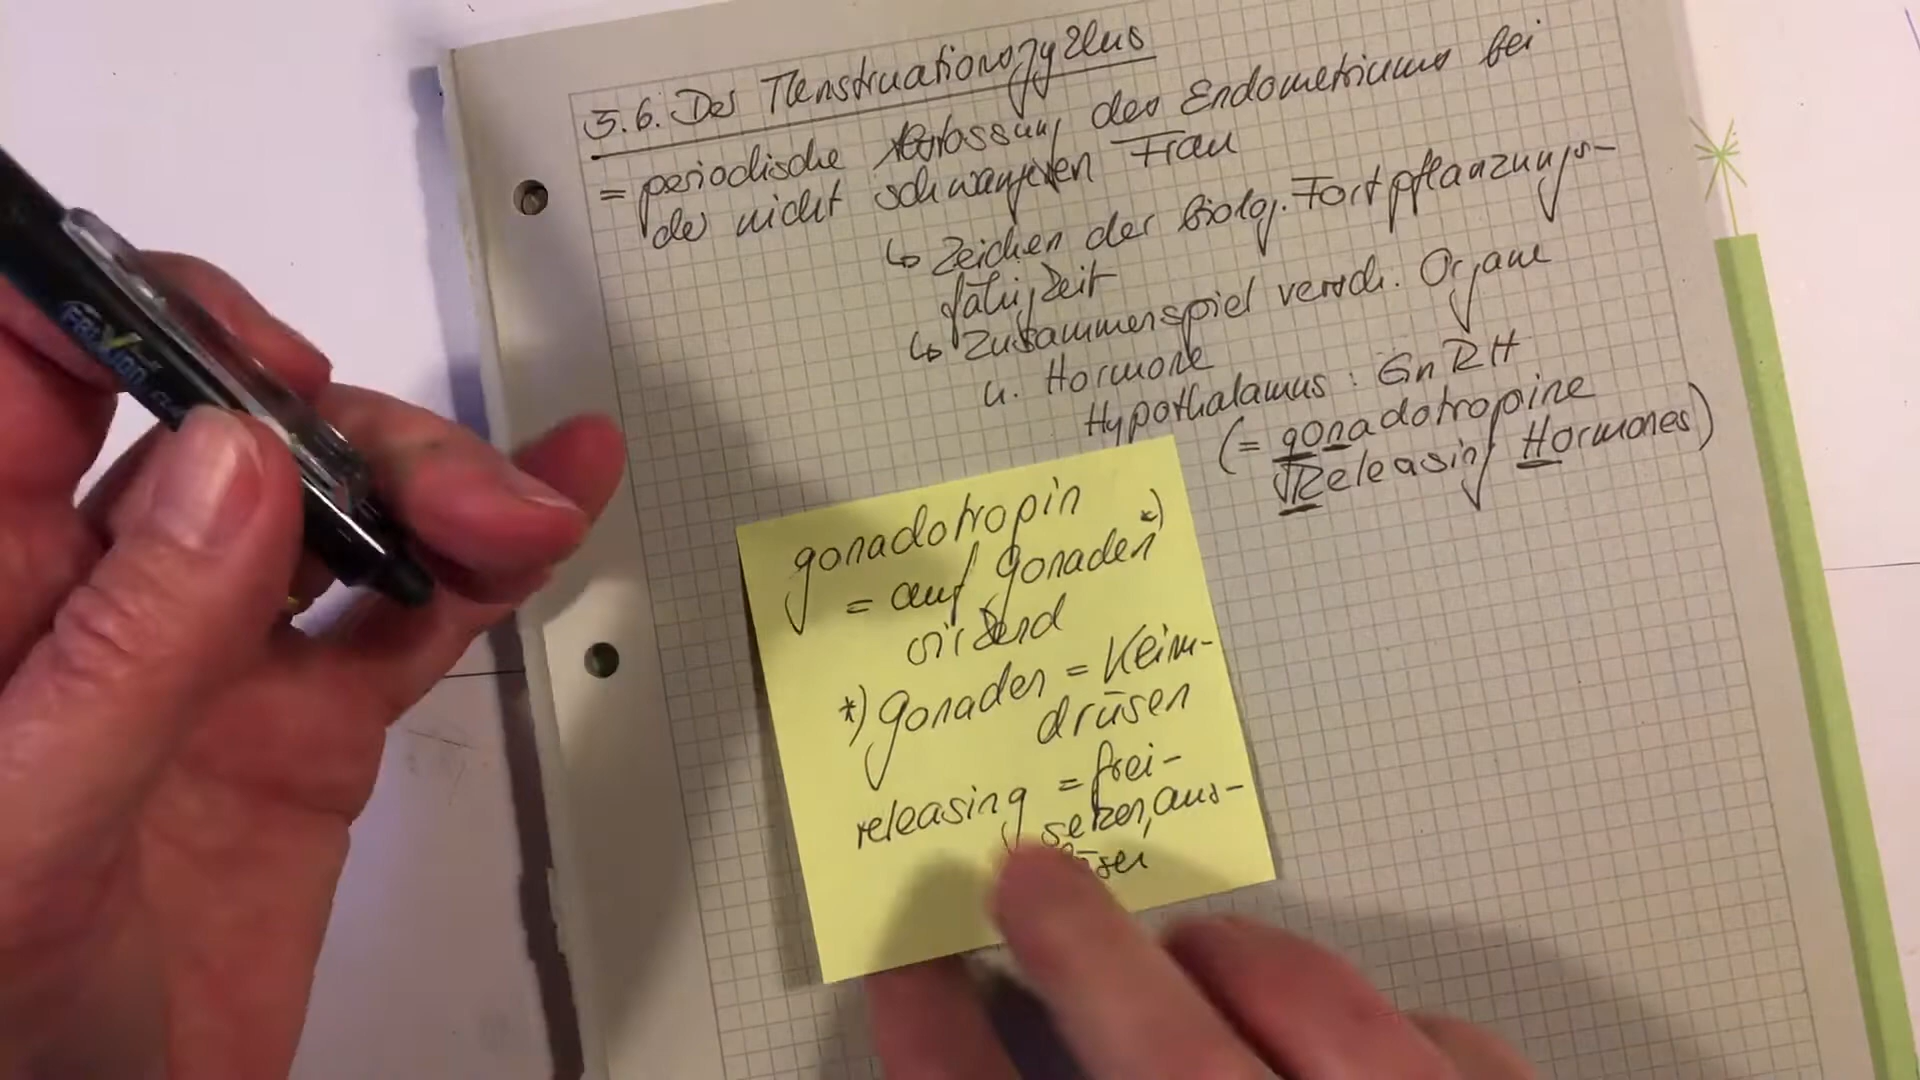 5.6. Der Menstruationszyklus
= periodische Abstossung des Endometriums bei
der nicht schwangeren Frau
↳ Zeichen der biolog. Fortpflanzungs-
fähigkeit
↳ Zusammenspiel versch. Organe
u. Hormone
Hypothalamus: GnRH
(= gonadotropine
Releasing Hormones)
gonadotropin
= auf Gonaden*)
wirkend
*) Gonaden = Keim-
drüsen
releasing = frei-
setzen, aus-
FRIXION